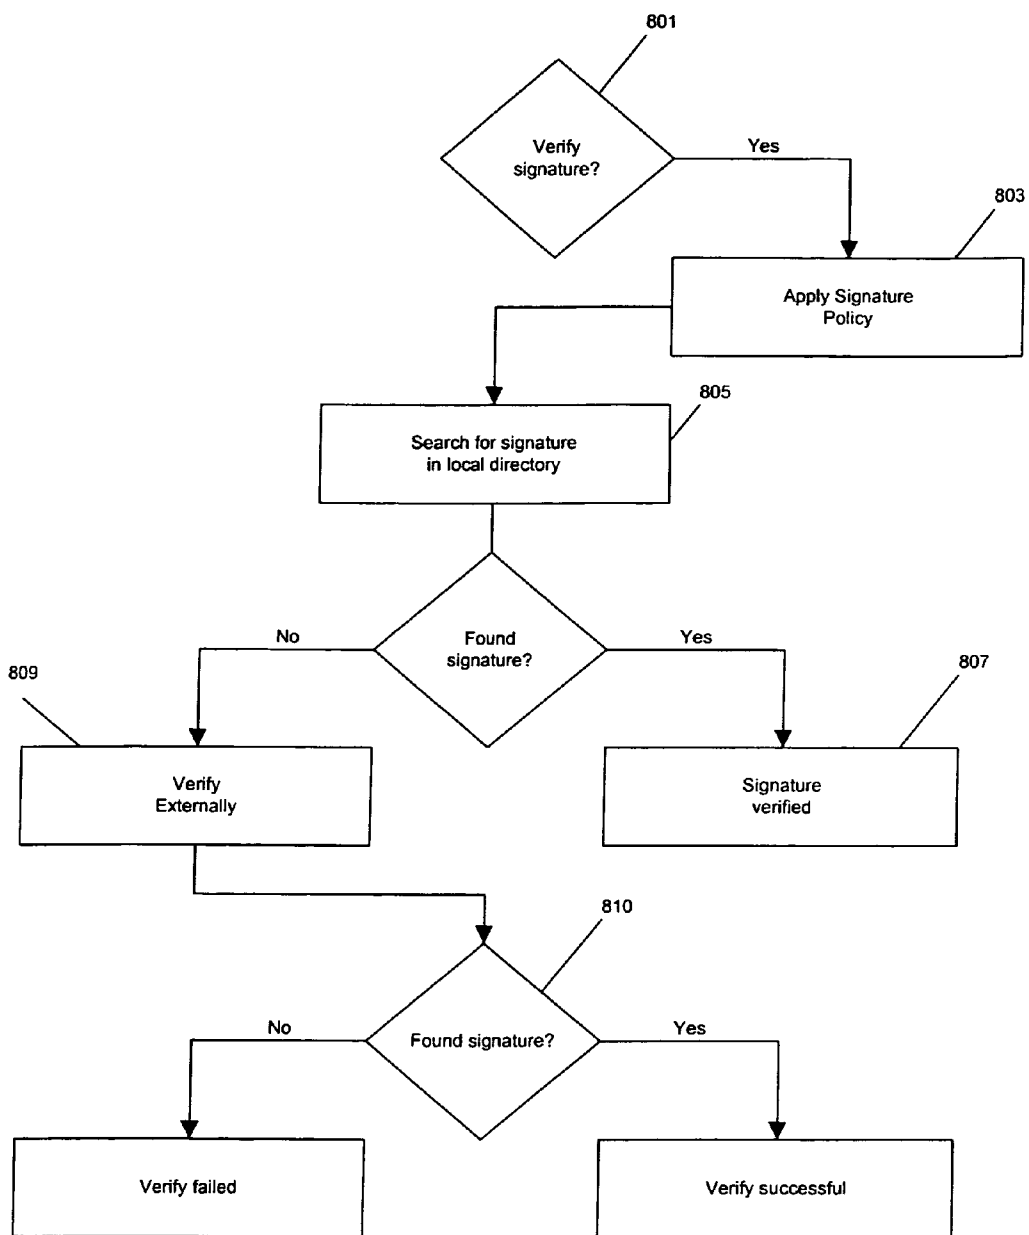 801
Verify
signature?
Yes
803
Apply Signature
Policy
805
Search for signature
in local directory
No
Found
signature?
Yes
809
807
Verify
Externally
Signature
verified
810
No
Found signature?
Yes
Verify failed
Verify successful